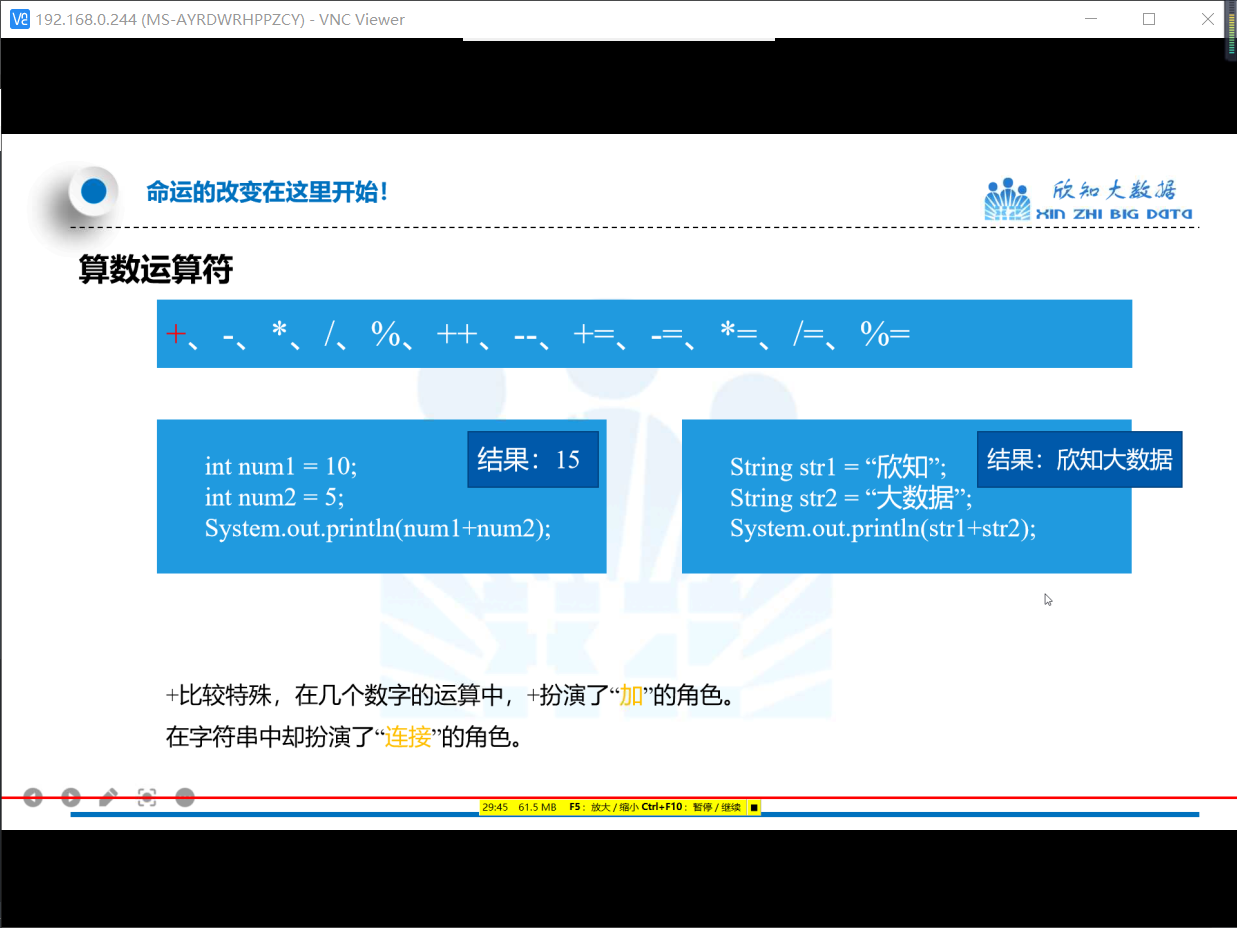 192.168.0.244 (MS-AYRDWRHPPZCY) - VNC Viewer
命运的改变在这里开始！
欣知大数据
XIN ZHI BIG DATA
算数运算符
+、-、*、/、%、++、--、+=、-=、*=、/=、%=
int num1 = 10;
int num2 = 5;
System.out.println(num1+num2);
结果：15
String str1 = “欣知”;
String str2 = “大数据”;
System.out.println(str1+str2);
结果：欣知大数据
+比较特殊，在几个数字的运算中，+扮演了“加”的角色。
在字符串中却扮演了“连接”的角色。
29:45 61.5 MB F5：放大 / 缩小 Ctrl+F10：暂停 / 继续